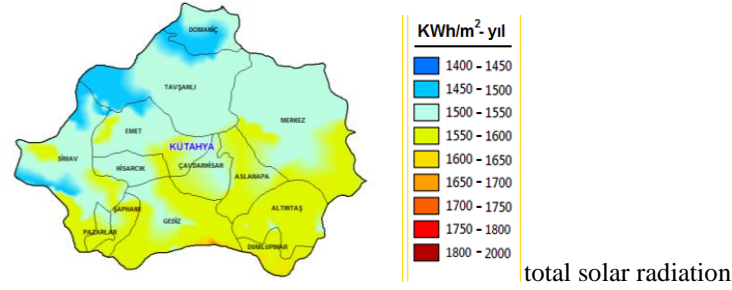 DOMANİÇ
TAVŞANLI
MERKEZ
EMET
KÜTAHYA
SİMAV
HİSARCIK
ÇAVDARHİSAR
ASLANAPA
ŞAPHANE
ALTINTAŞ
GEDİZ
PAZARLAR
DUMLUPINAR
KWh/m²- yıl
1400 - 1450
1450 - 1500
1500 - 1550
1550 - 1600
1600 - 1650
1650 - 1700
1700 - 1750
1750 - 1800
1800 - 2000
total solar radiation